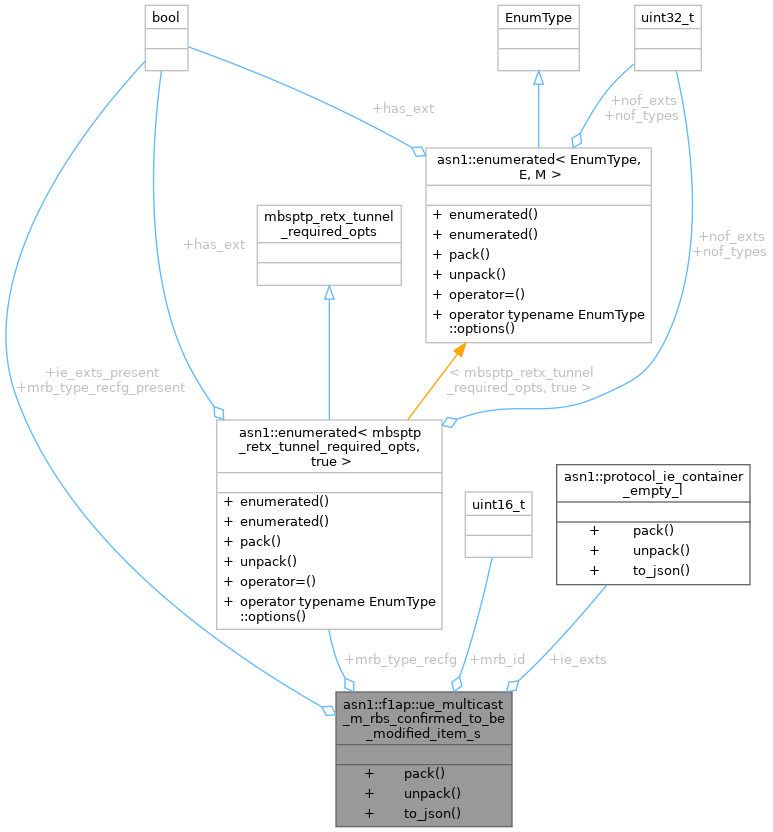 bool
EnumType
uint32_t
+has_ext
+nof_exts
+nof_types
asn1::enumerated< EnumType,
E, M >
+ enumerated()
+ enumerated()
+ pack()
+ unpack()
+ operator=()
+ operator typename EnumType
::options()
mbsptp_retx_tunnel
_required_opts
+has_ext
+nof_exts
+nof_types
+ie_exts_present
+mrb_type_recfg_present
< mbsptp_retx_tunnel
_required_opts, true >
asn1::enumerated< mbsptp
_retx_tunnel_required_opts,
true >
+ enumerated()
+ enumerated()
+ pack()
+ unpack()
+ operator=()
+ operator typename EnumType
::options()
uint16_t
asn1::protocol_ie_container
_empty_l
+ pack()
+ unpack()
+ to_json()
+mrb_type_recfg
+mrb_id
+ie_exts
asn1::f1ap::ue_multicast
_m_rbs_confirmed_to_be
_modified_item_s
+ pack()
+ unpack()
+ to_json()